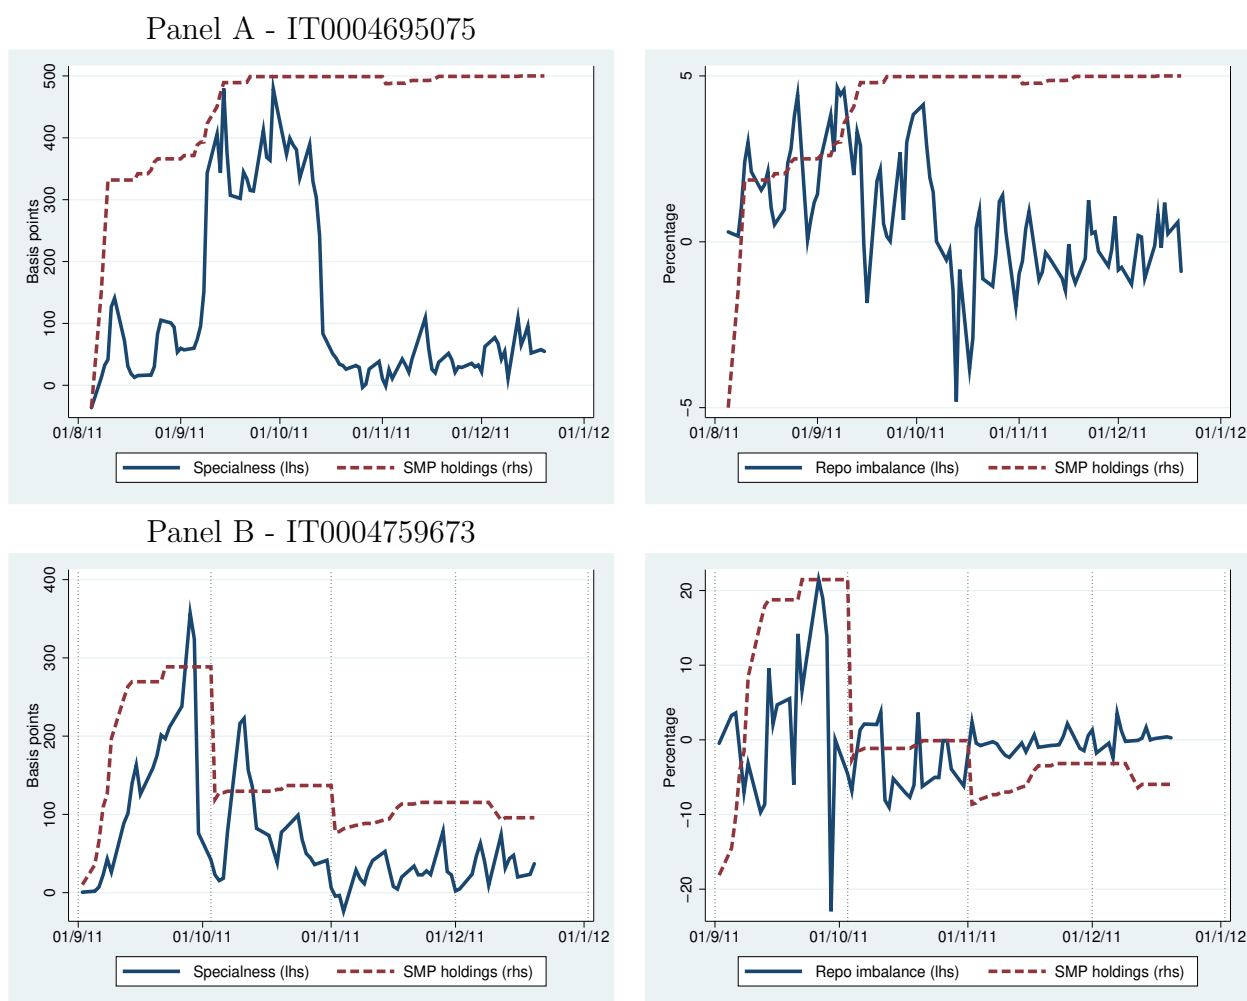 Panel A - IT0004695075
Basis points
500
400
300
200
100
0
01/8/11 01/9/11 01/10/11 01/11/11 01/12/11 01/1/12
Specialness (lhs) SMP holdings (rhs)
Percentage
5
0
−5
01/8/11 01/9/11 01/10/11 01/11/11 01/12/11 01/1/12
Repo imbalance (lhs) SMP holdings (rhs)
Panel B - IT0004759673
Basis points
400
300
200
100
0
01/9/11 01/10/11 01/11/11 01/12/11 01/1/12
Specialness (lhs) SMP holdings (rhs)
Percentage
20
10
0
−10
−20
01/9/11 01/10/11 01/11/11 01/12/11 01/1/12
Repo imbalance (lhs) SMP holdings (rhs)